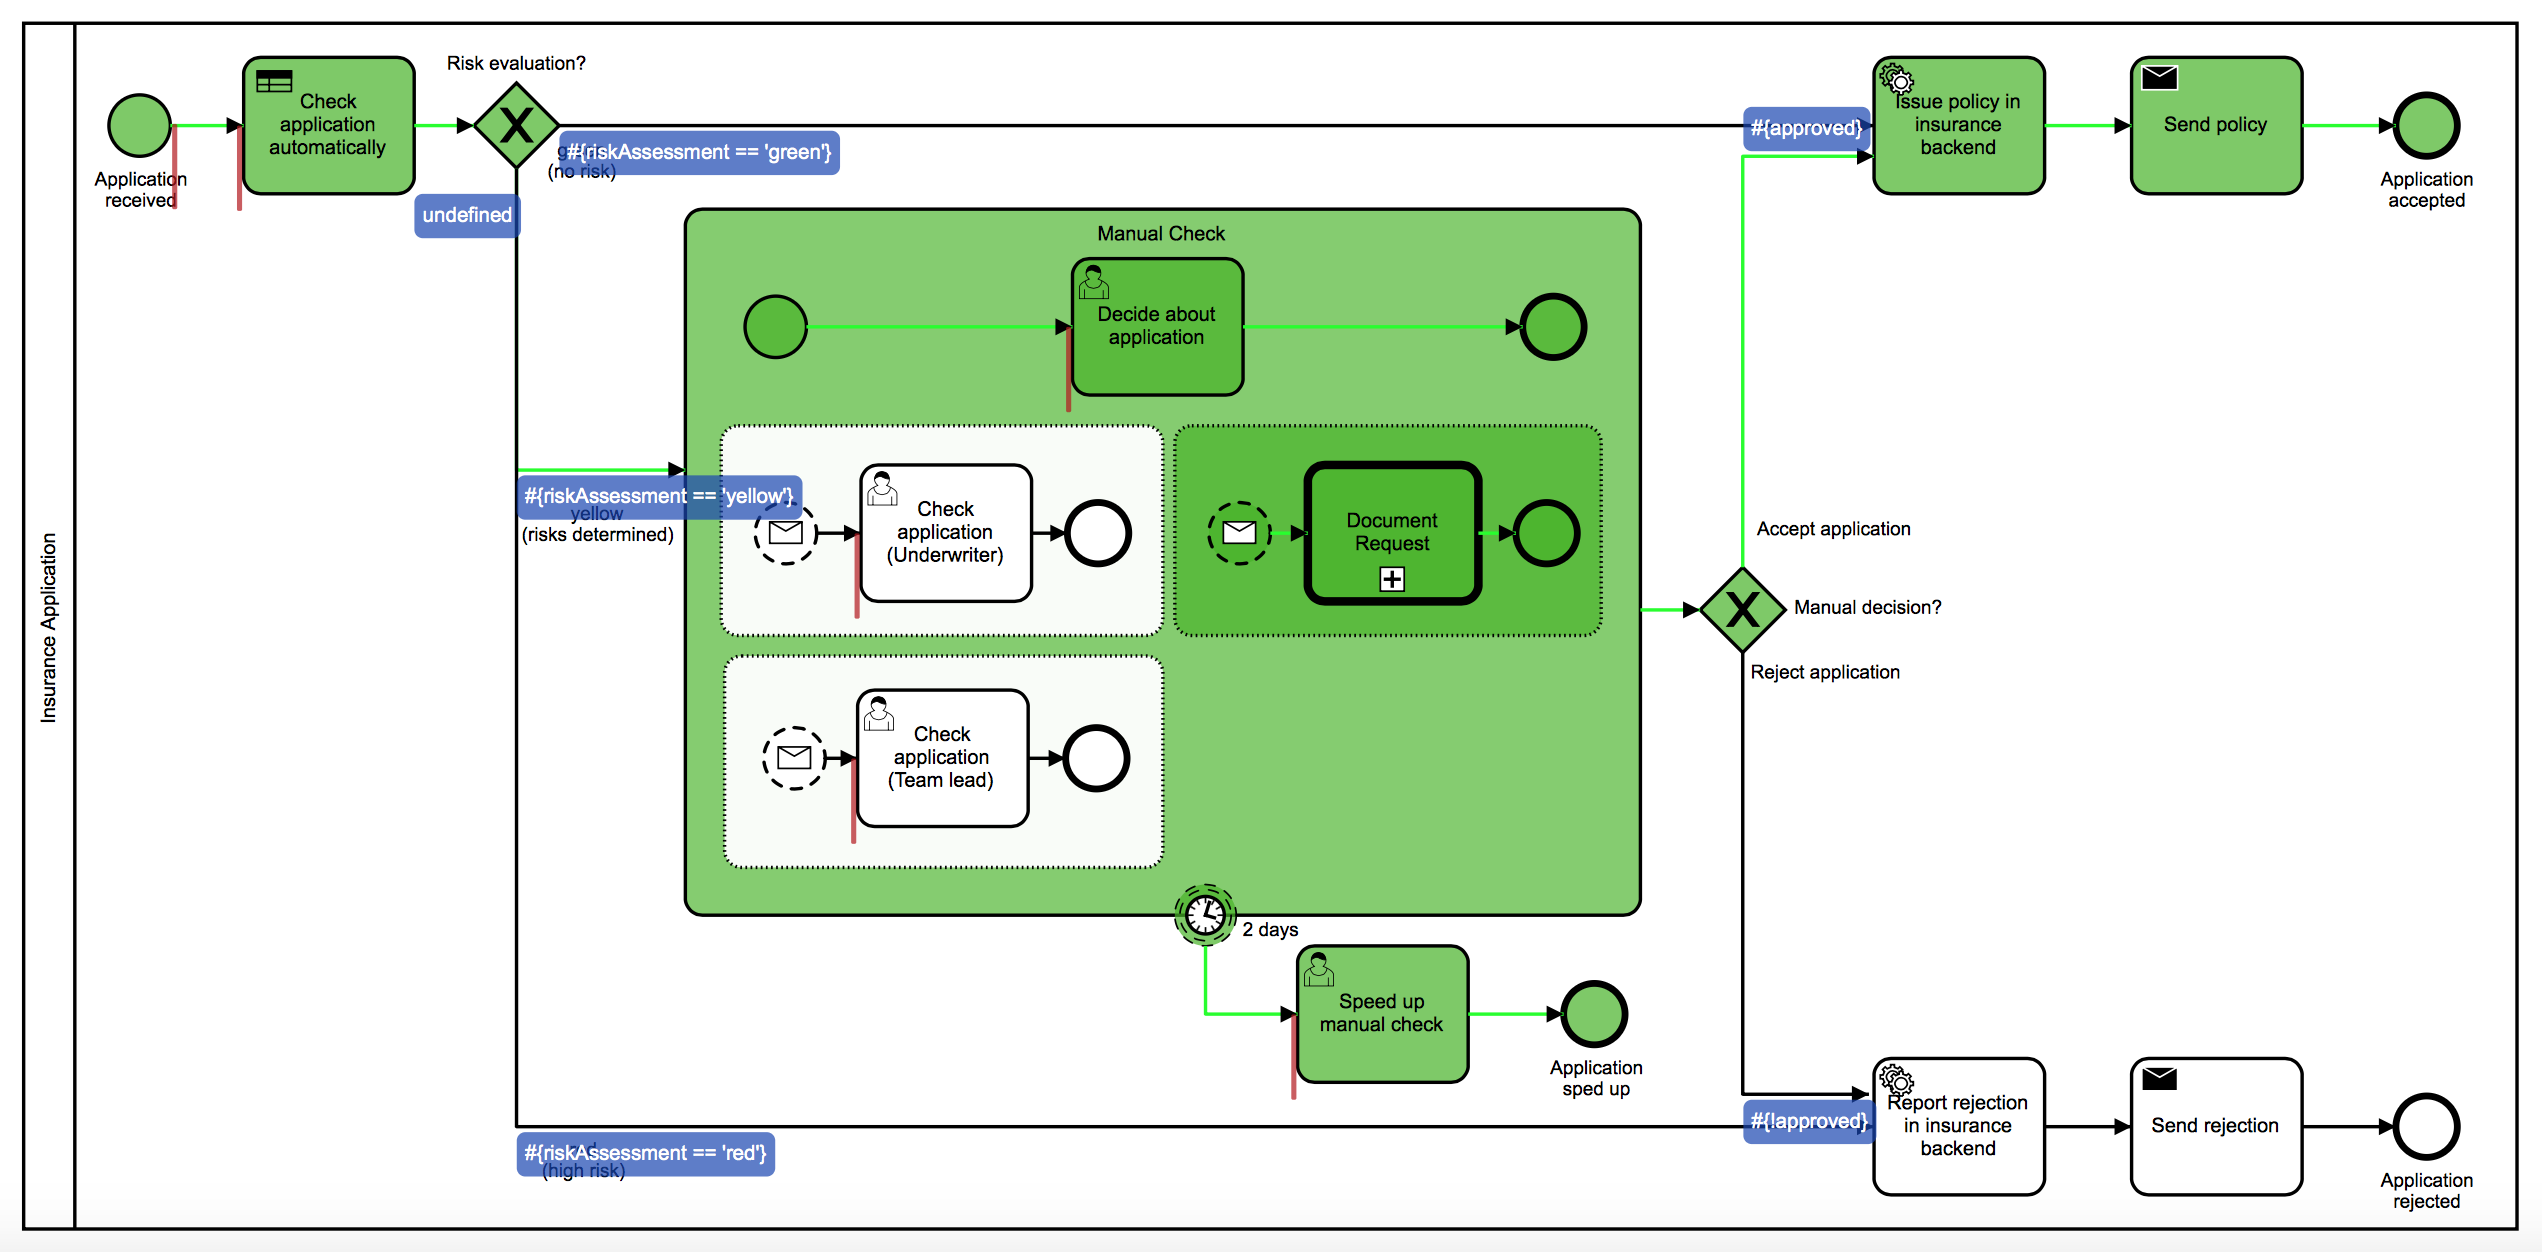 Risk evaluation?
Check
application
automatically
Application
received
#{riskAssessment == 'green'}
(no risk)
undefined
#{approved}
Issue policy in
insurance
backend
Send policy
Application
accepted
Manual Check
Decide about
application
#{riskAssessment == 'yellow'}
yellow
(risks determined)
Check
application
(Underwriter)
Document
Request
Accept application
Manual decision?
Reject application
Insurance Application
Check
application
(Team lead)
2 days
Speed up
manual check
Application
sped up
#{riskAssessment == 'red'}
(high risk)
#{!approved}
Report rejection
in insurance
backend
Send rejection
Application
rejected